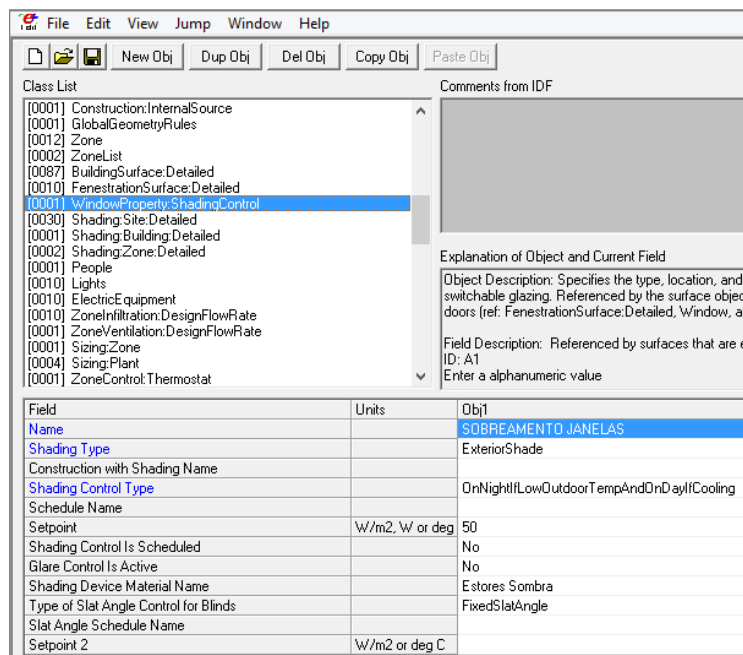 File Edit View Jump Window Help
New Obj Dup Obj Del Obj Copy Obj Paste Obj
Class List
[0001] Construction:InternalSource
[0001] GlobalGeometryRules
[0012] Zone
[0002] ZoneList
[0087] BuildingSurface:Detailed
[0010] FenestrationSurface:Detailed
[0001] WindowProperty:ShadingControl
[0030] Shading:Site:Detailed
[0001] Shading:Building:Detailed
[0002] Shading:Zone:Detailed
[0001] People
[0010] Lights
[0010] ElectricEquipment
[0010] ZoneInfiltration:DesignFlowRate
[0001] ZoneVentilation:DesignFlowRate
[0001] Sizing:Zone
[0004] Sizing:Plant
[0001] ZoneControl:Thermostat
Comments from IDF
Explanation of Object and Current Field
Object Description: Specifies the type, location, and
switchable glazing. Referenced by the surface objec
doors (ref: FenestrationSurface:Detailed, Window, a
Field Description: Referenced by surfaces that are e
ID: A1
Enter a alphanumeric value
Field Units Obj1
Name SOBREAMENTO JANELAS
Shading Type ExteriorShade
Construction with Shading Name
Shading Control Type OnNightIfLowOutdoorTempAndOnDayIfCooling
Schedule Name
Setpoint W/m2, W or deg 50
Shading Control Is Scheduled No
Glare Control Is Active No
Shading Device Material Name Estores Sombra
Type of Slat Angle Control for Blinds FixedSlatAngle
Slat Angle Schedule Name
Setpoint 2 W/m2 or deg C